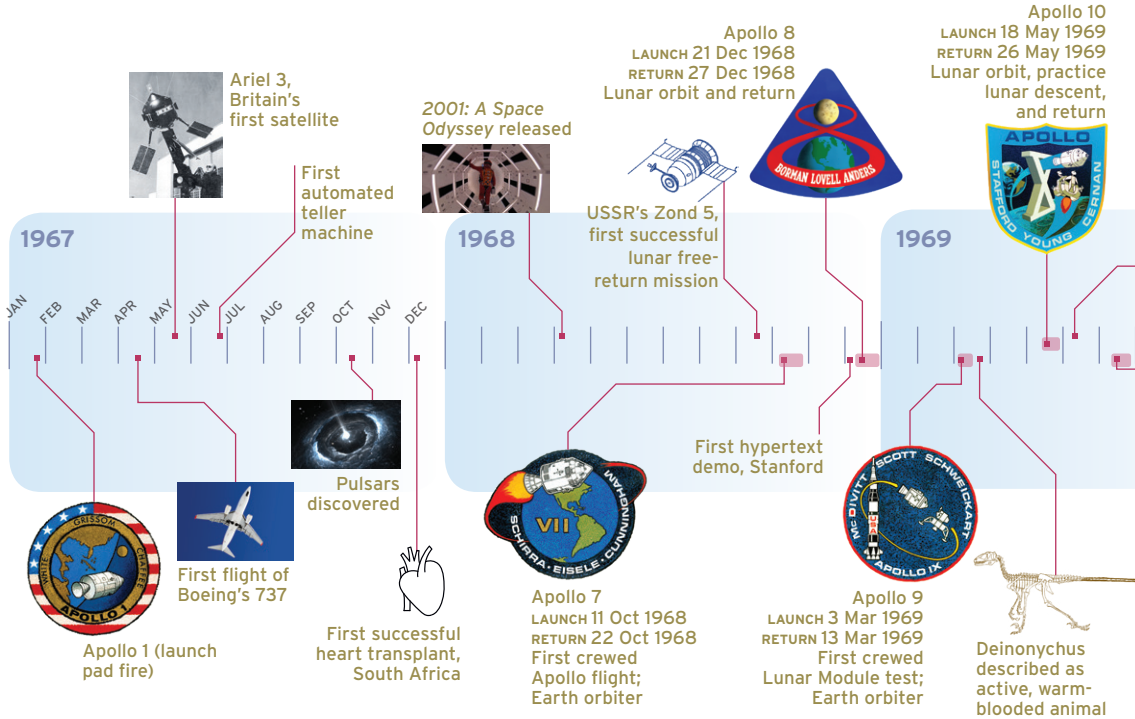 Ariel 3,
Britain's
first satellite
First
automated
teller
machine
2001: A Space
Odyssey released
Apollo 8
LAUNCH 21 Dec 1968
RETURN 27 Dec 1968
Lunar orbit and return
BORMAN LOVELL ANDERS
USSR's Zond 5,
first successful
lunar free-
return mission
Apollo 10
LAUNCH 18 May 1969
RETURN 26 May 1969
Lunar orbit, practice
lunar descent,
and return
APOLLO
X
STAFFORD YOUNG CERNAN
1967
1968
1969
JAN
FEB
MAR
APR
MAY
JUN
JUL
AUG
SEP
OCT
NOV
DEC
WHITE GRISSOM CHAFFEE
APOLLO 1
Apollo 1 (launch
pad fire)
First flight of
Boeing's 737
Pulsars
discovered
First successful
heart transplant,
South Africa
VII
SCHIRRA • EISELE • CUNNINGHAM
Apollo 7
LAUNCH 11 Oct 1968
RETURN 22 Oct 1968
First crewed
Apollo flight;
Earth orbiter
First hypertext
demo, Stanford
McDIVITT SCOTT SCHWEICKART
USA
APOLLO IX
Apollo 9
LAUNCH 3 Mar 1969
RETURN 13 Mar 1969
First crewed
Lunar Module test;
Earth orbiter
Deinonychus
described as
active, warm-
blooded animal